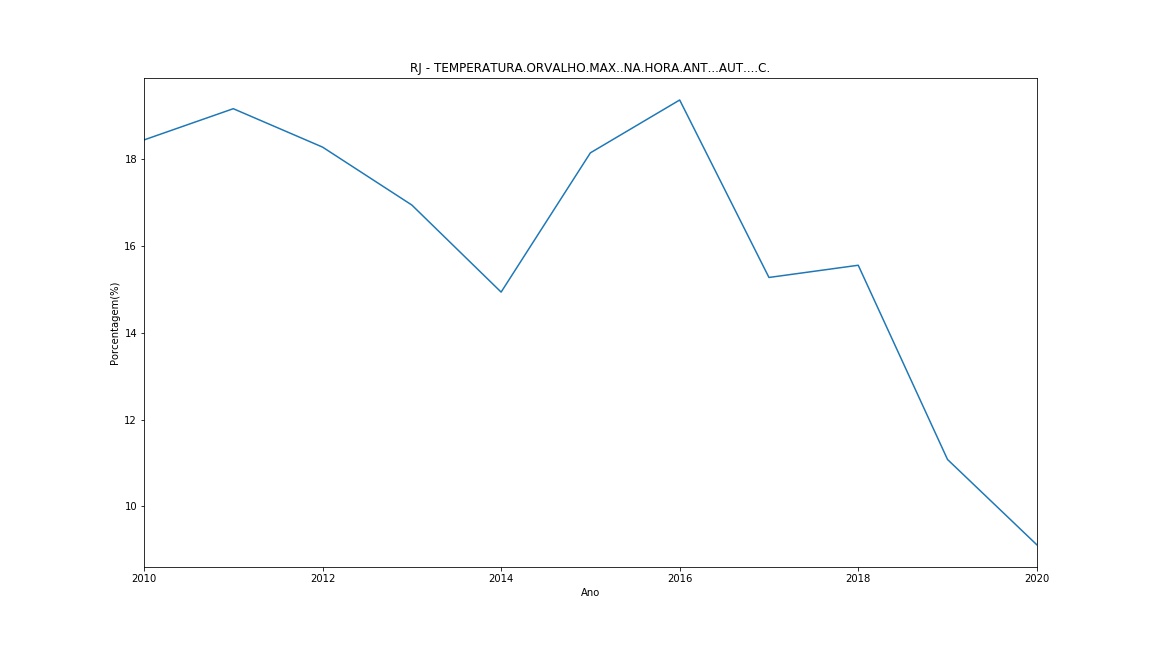 RJ - TEMPERATURA.ORVALHO.MAX..NA.HORA.ANT...AUT....C.
Porcentagem(%)
18
16
14
12
10
2010 2012 2014 2016 2018 2020
Ano